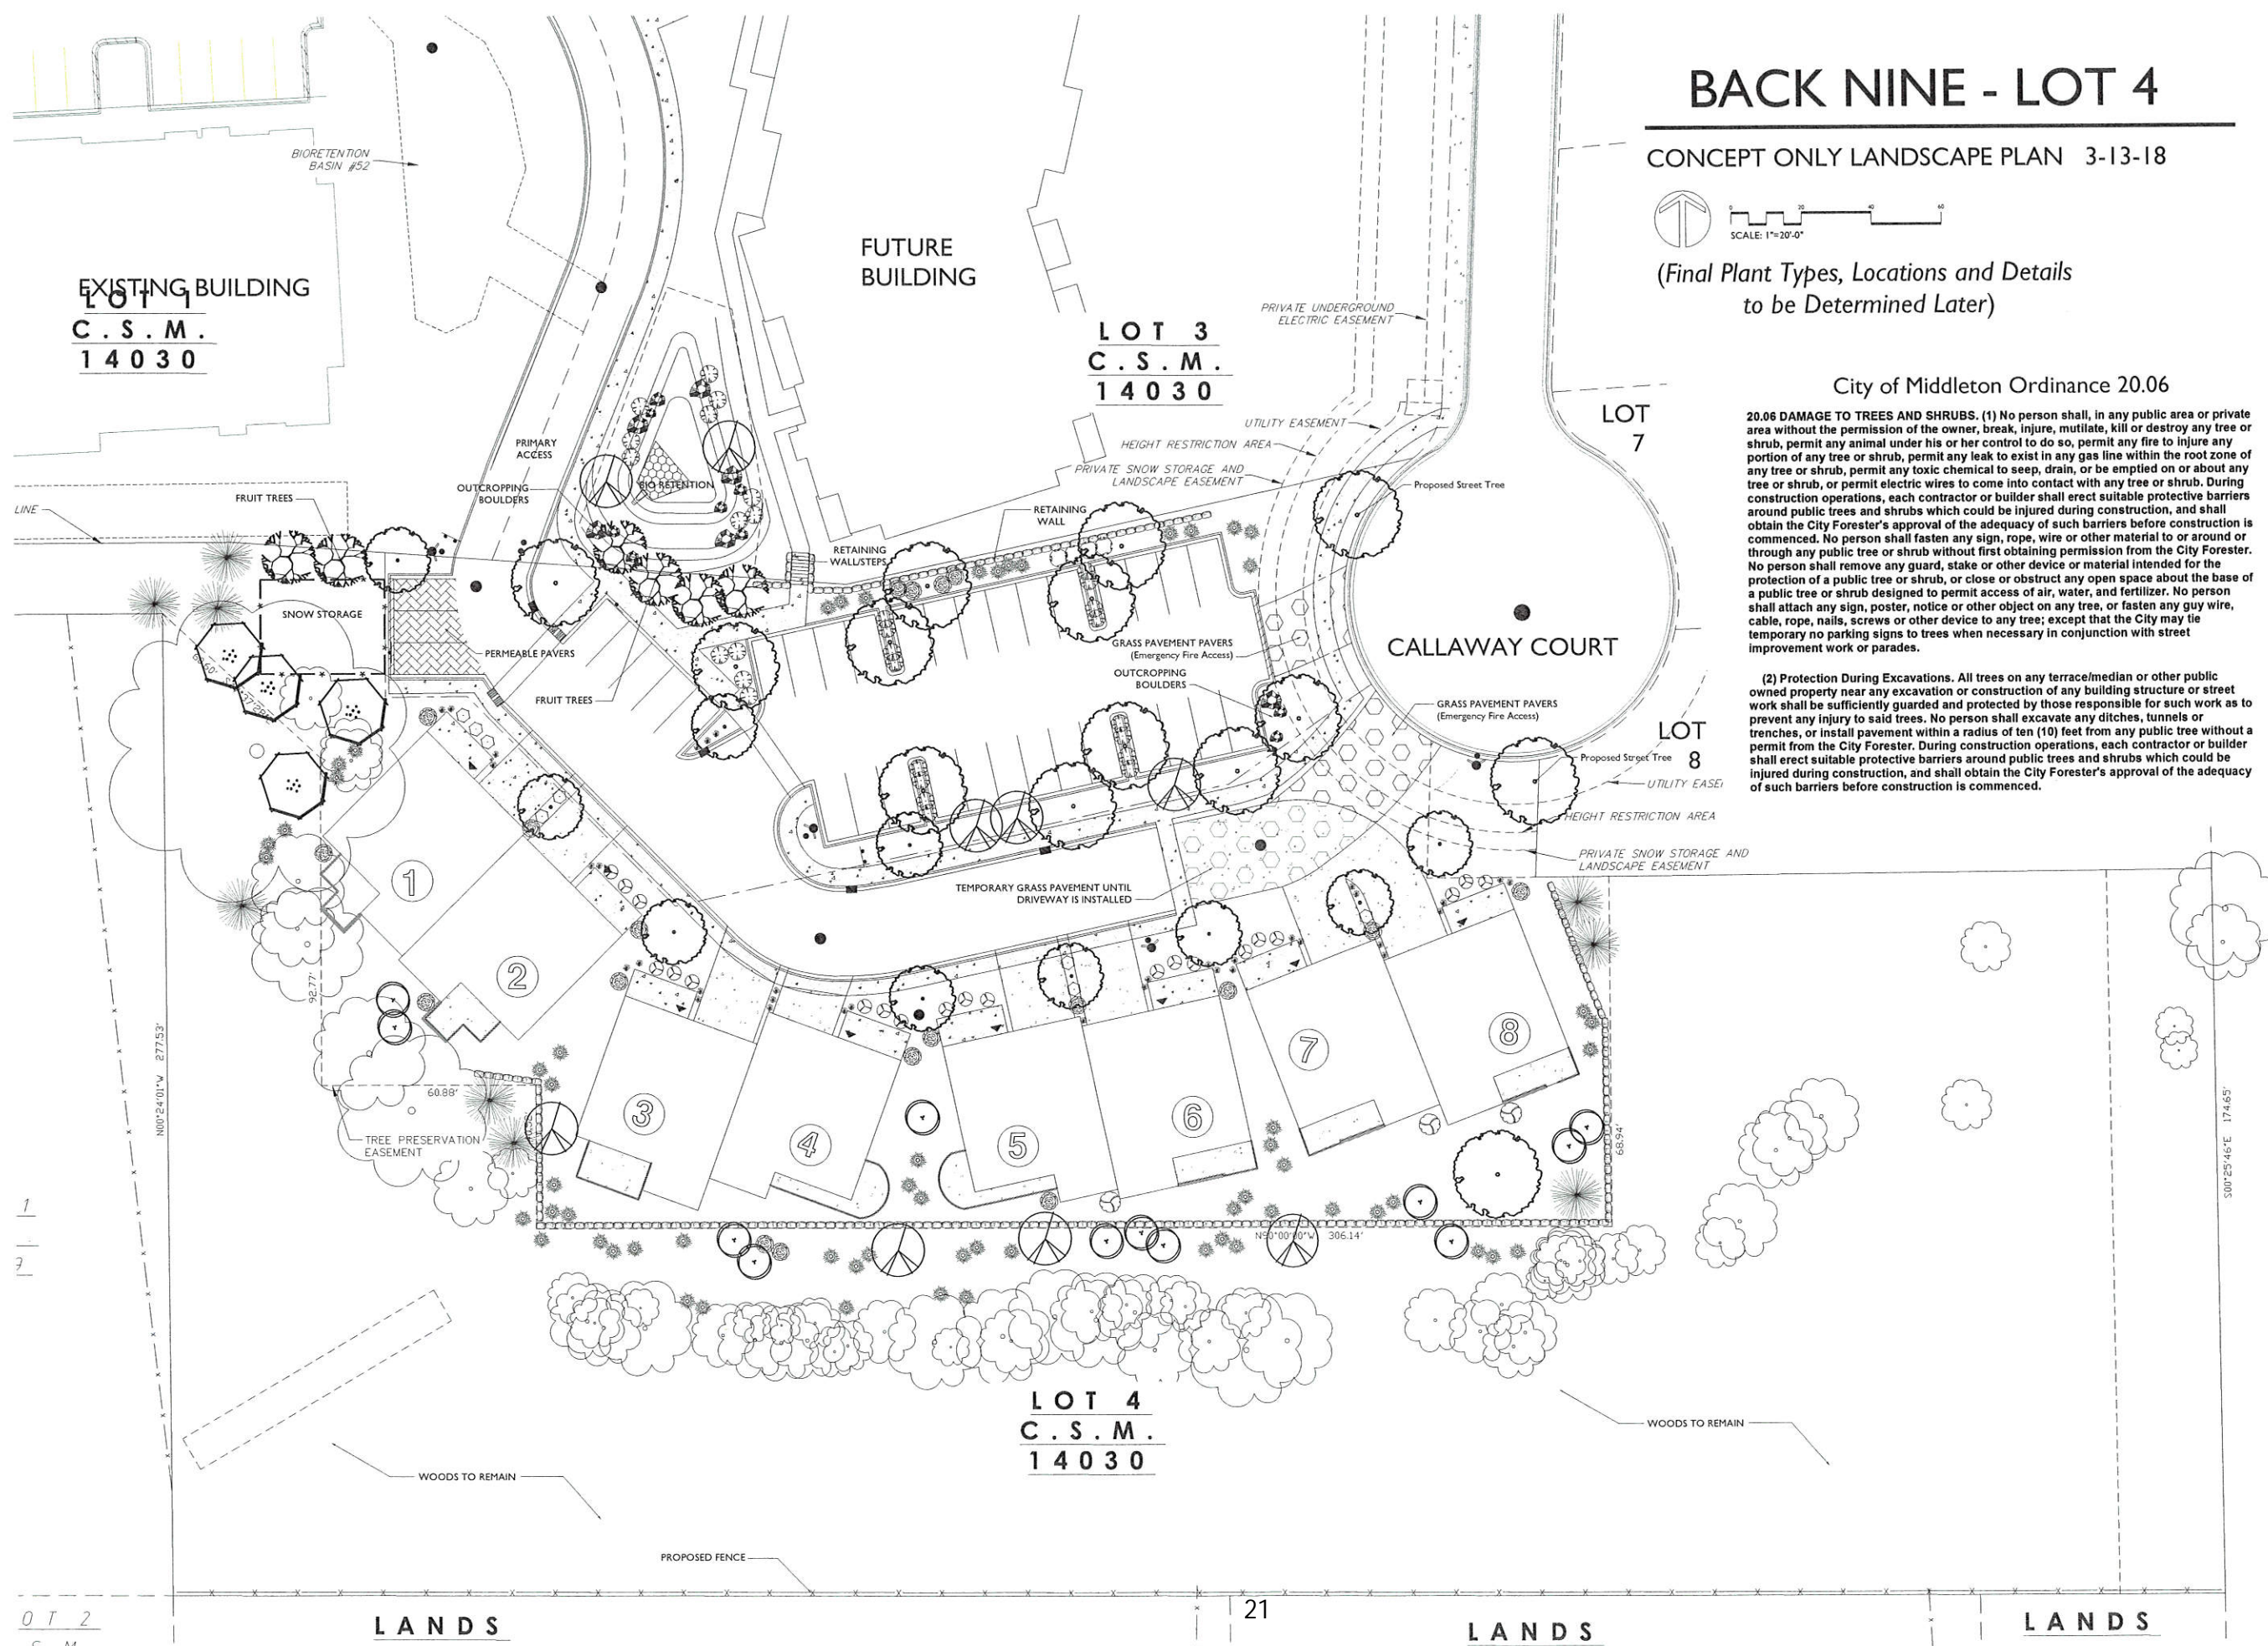 BACK NINE - LOT 4
CONCEPT ONLY LANDSCAPE PLAN 3-13-18
0 20 40 60
SCALE: 1"=20'-0"
(Final Plant Types, Locations and Details
to be Determined Later)
City of Middleton Ordinance 20.06
20.06 DAMAGE TO TREES AND SHRUBS. (1) No person shall, in any public area or private
area without the permission of the owner, break, injure, mutilate, kill or destroy any tree or
shrub, permit any animal under his or her control to do so, permit any fire to injure any
portion of any tree or shrub, permit any leak to exist in any gas line within the root zone of
any tree or shrub, permit any toxic chemical to seep, drain, or be emptied on or about any
tree or shrub, or permit electric wires to come into contact with any tree or shrub. During
construction operations, each contractor or builder shall erect suitable protective barriers
around public trees and shrubs which could be injured during construction, and shall
obtain the City Forester's approval of the adequacy of such barriers before construction is
commenced. No person shall fasten any sign, rope, wire or other material to or around or
through any public tree or shrub without first obtaining permission from the City Forester.
No person shall remove any guard, stake or other device or material intended for the
protection of a public tree or shrub, or close or obstruct any open space about the base of
a public tree or shrub designed to permit access of air, water, and fertilizer. No person
shall attach any sign, poster, notice or other object on any tree, or fasten any guy wire,
cable, rope, nails, screws or other device to any tree; except that the City may tie
temporary no parking signs to trees when necessary in conjunction with street
improvement work or parades.
(2) Protection During Excavations. All trees on any terrace/median or other public
owned property near any excavation or construction of any building structure or street
work shall be sufficiently guarded and protected by those responsible for such work as to
prevent any injury to said trees. No person shall excavate any ditches, tunnels or
trenches, or install pavement within a radius of ten (10) feet from any public tree without a
permit from the City Forester. During construction operations, each contractor or builder
shall erect suitable protective barriers around public trees and shrubs which could be
injured during construction, and shall obtain the City Forester's approval of the adequacy
of such barriers before construction is commenced.
BIORETENTION
BASIN #52
EXISTING BUILDING
LOT 1
C.S.M.
14030
FUTURE
BUILDING
LOT 3
C.S.M.
14030
PRIVATE UNDERGROUND
ELECTRIC EASEMENT
UTILITY EASEMENT
HEIGHT RESTRICTION AREA
PRIVATE SNOW STORAGE AND
LANDSCAPE EASEMENT
LOT
7
Proposed Street Tree
PRIMARY
ACCESS
OUTCROPPING
BOULDERS
BIO RETENTION
FRUIT TREES
LINE
RETAINING
WALL
RETAINING
WALL/STEPS
SNOW STORAGE
PERMEABLE PAVERS
FRUIT TREES
GRASS PAVEMENT PAVERS
(Emergency Fire Access)
OUTCROPPING
BOULDERS
CALLAWAY COURT
GRASS PAVEMENT PAVERS
(Emergency Fire Access)
LOT
8
Proposed Street Tree
UTILITY EASE
HEIGHT RESTRICTION AREA
PRIVATE SNOW STORAGE AND
LANDSCAPE EASEMENT
TEMPORARY GRASS PAVEMENT UNTIL
DRIVEWAY IS INSTALLED
1
2
3
4
5
6
7
8
92.77'
N00°24'01"W 277.53'
60.88'
TREE PRESERVATION
EASEMENT
N90°00'00"W 306.14'
68.94'
S00°25'46"E 174.65'
1
LOT 4
C.S.M.
14030
WOODS TO REMAIN
WOODS TO REMAIN
PROPOSED FENCE
21
OT 2
LANDS
LANDS
LANDS